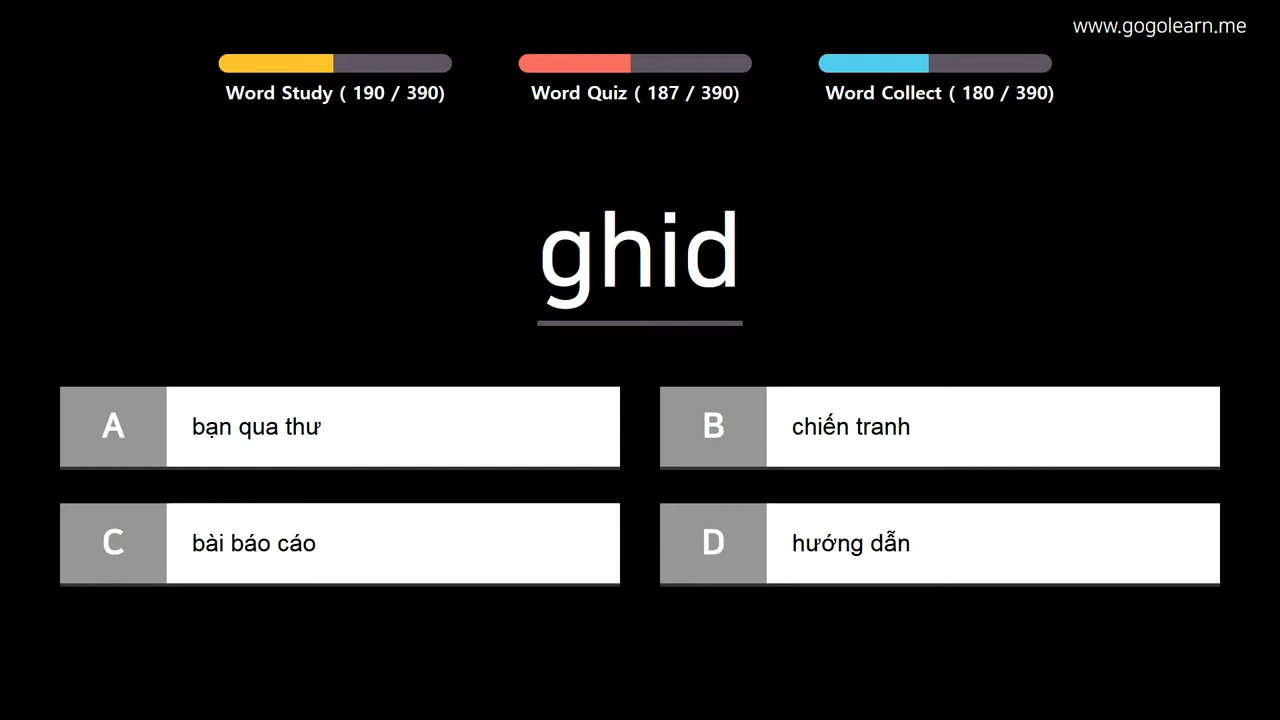 www.gogolearn.me
Word Study ( 190 / 390)
Word Quiz ( 187 / 390)
Word Collect ( 180 / 390)
ghid
A
bạn qua thư
B
chiến tranh
C
bài báo cáo
D
hướng dẫn